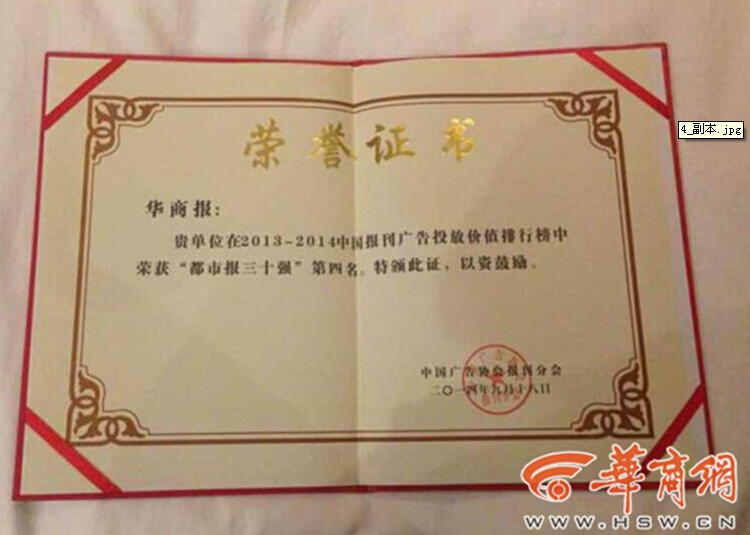 荣誉证书
4_副本.jpg
华商报：
贵单位在2013-2014中国报刊广告投放价值排行榜中
荣获“都市报三十强”第四名。特颁此证，以资鼓励。
中国广告协会报刊分会
二〇一四年九月十八日
華商網
WWW.HSW.CN